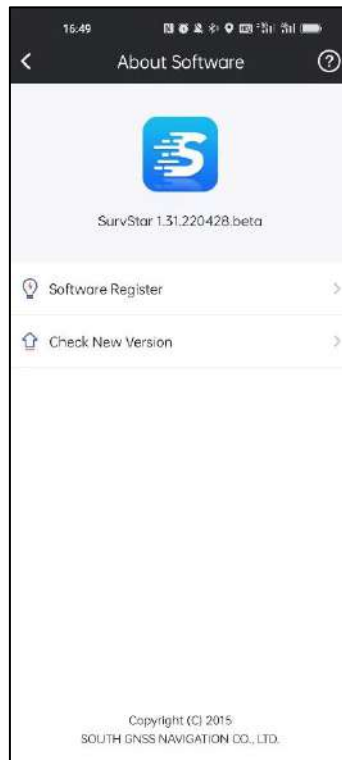 16:49
About Software
SurvStar 1.31.220428.beta
Software Register
Check New Version
Copyright (C) 2015
SOUTH GNSS NAVIGATION CO., LTD.